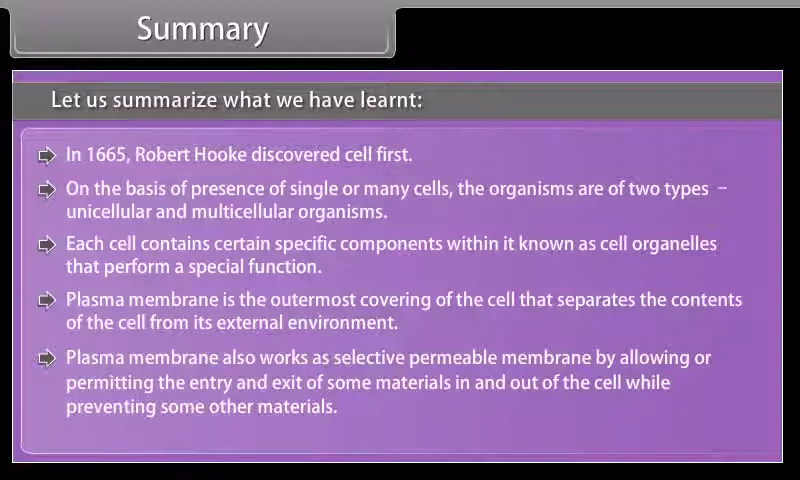 Summary
Let us summarize what we have learnt:
In 1665, Robert Hooke discovered cell first.
On the basis of presence of single or many cells, the organisms are of two types –
unicellular and multicellular organisms.
Each cell contains certain specific components within it known as cell organelles
that perform a special function.
Plasma membrane is the outermost covering of the cell that separates the contents
of the cell from its external environment.
Plasma membrane also works as selective permeable membrane by allowing or
permitting the entry and exit of some materials in and out of the cell while
preventing some other materials.